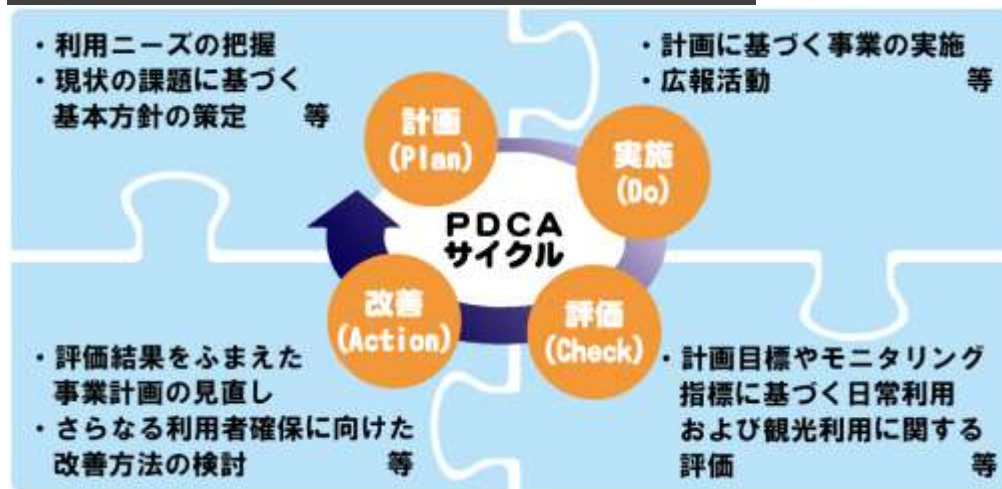 ・利用ニーズの把握
・現状の課題に基づく
基本方針の策定　　等
・計画に基づく事業の実施
・広報活動　　　　　　　等
計画
(Plan)
実施
(Do)
PDCA
サイクル
改善
(Action)
評価
(Check)
・評価結果をふまえた
事業計画の見直し
・さらなる利用者確保に向けた
改善方法の検討　　　　　等
・計画目標やモニタリング
指標に基づく日常利用
および観光利用に関する
評価　　　　　　　　　等